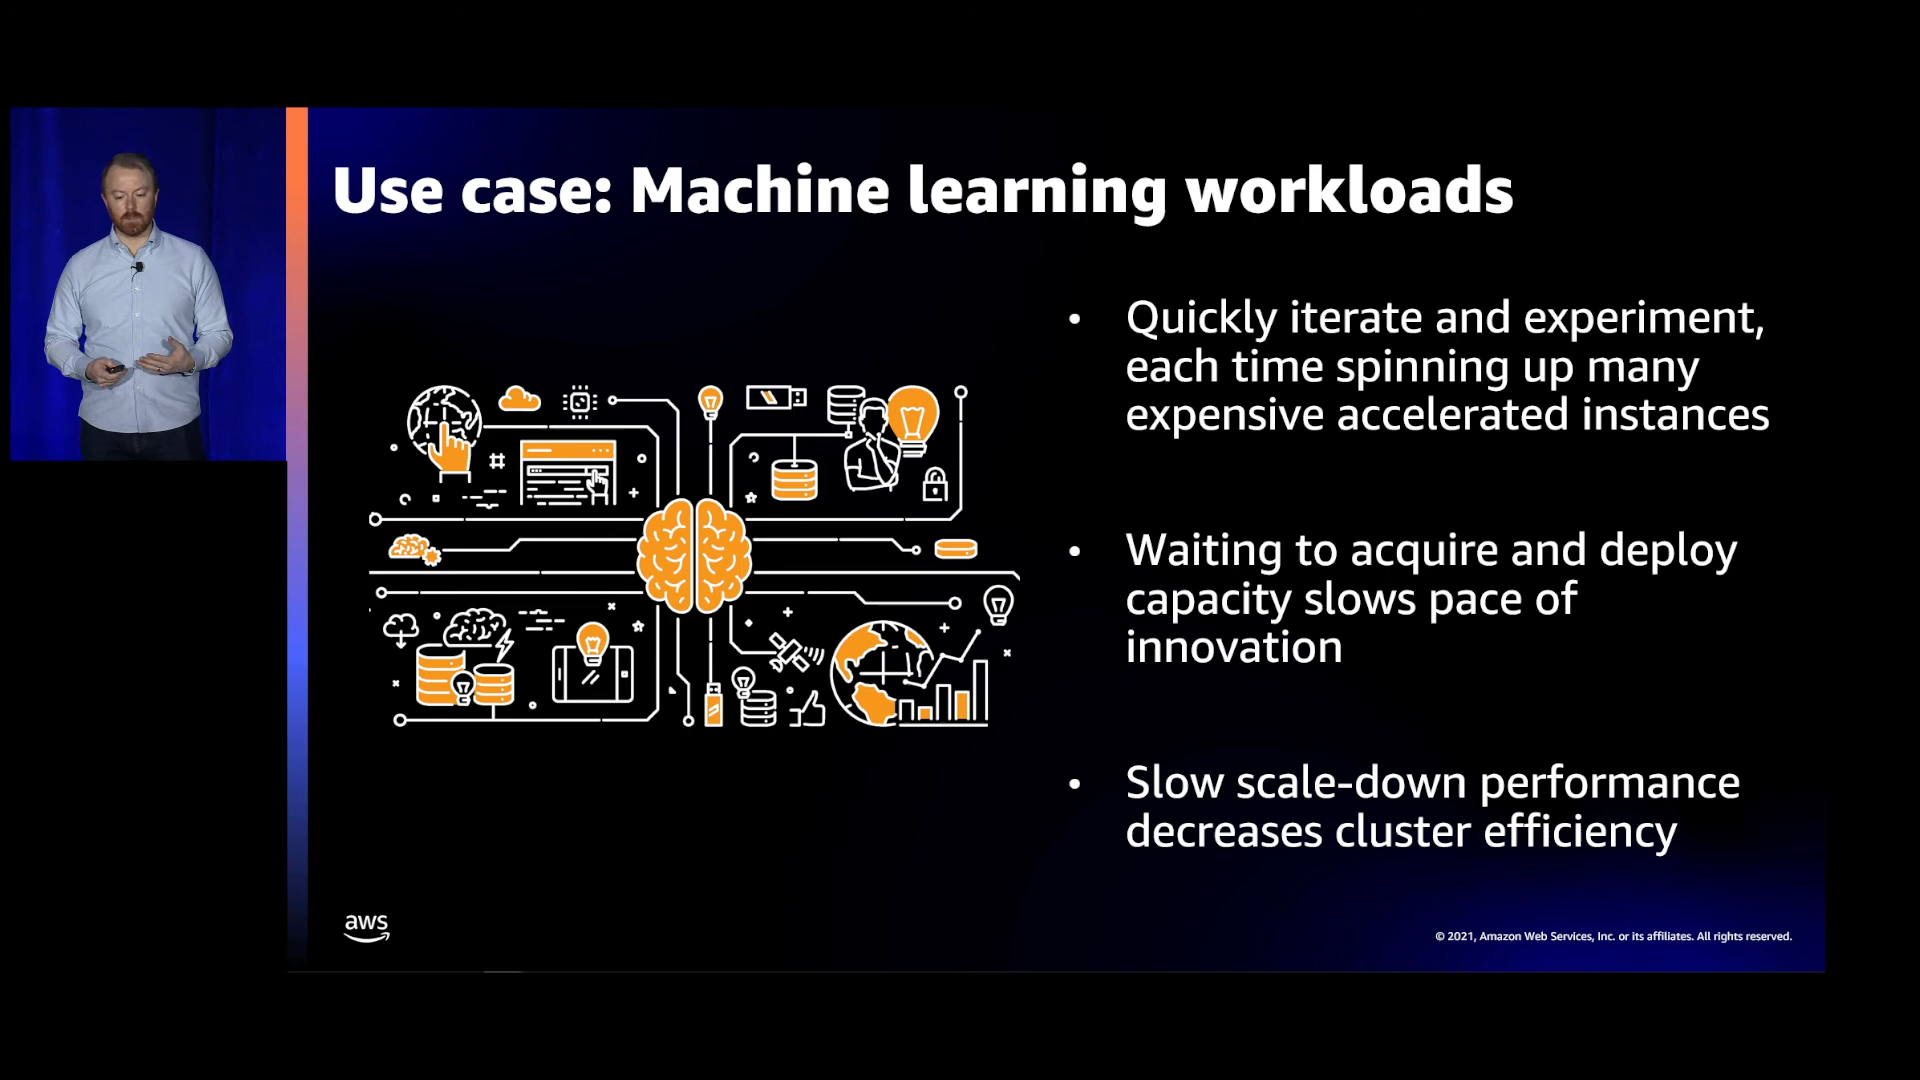 Use case: Machine learning workloads
• Quickly iterate and experiment,
each time spinning up many
expensive accelerated instances
• Waiting to acquire and deploy
capacity slows pace of
innovation
• Slow scale-down performance
decreases cluster efficiency
aws
© 2021, Amazon Web Services, Inc. or its affiliates. All rights reserved.